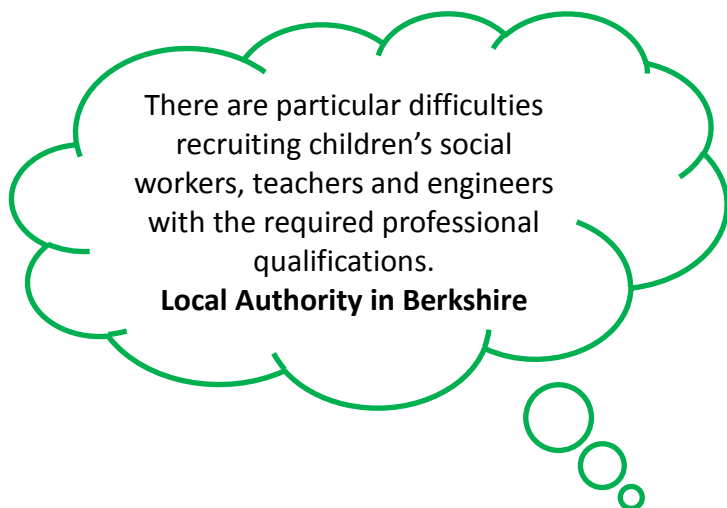 There are particular difficulties
recruiting children’s social
workers, teachers and engineers
with the required professional
qualifications.
Local Authority in Berkshire